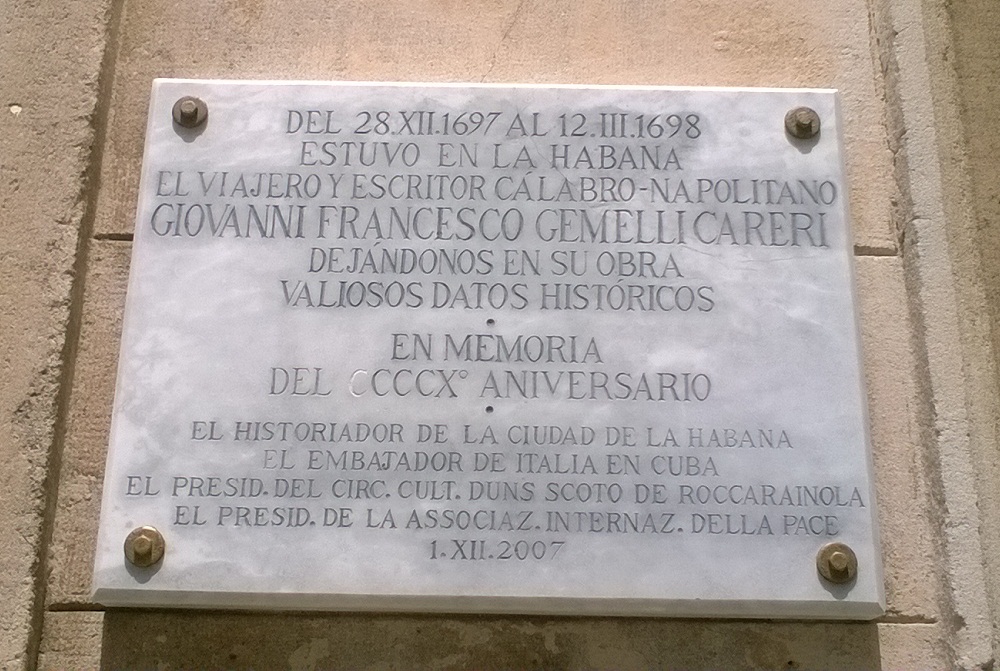 DEL 28.XII.1697 AL 12.III.1698
ESTUVO EN LA HABANA
EL VIAJERO Y ESCRITOR CÁLABRO-NAPOLITANO
GIOVANNI FRANCESCO GEMELLI CARERI
DEJÁNDONOS EN SU OBRA
VALIOSOS DATOS HISTÓRICOS
•
EN MEMORIA
DEL CCCCX° ANIVERSARIO
•
EL HISTORIADOR DE LA CIUDAD DE LA HABANA
EL EMBAJADOR DE ITALIA EN CUBA
EL PRESID. DEL CIRC. CULT. DUNS SCOTO DE ROCCARAINOLA
EL PRESID. DE LA ASSOCIAZ. INTERNAZ. DELLA PACE
1.XII.2007